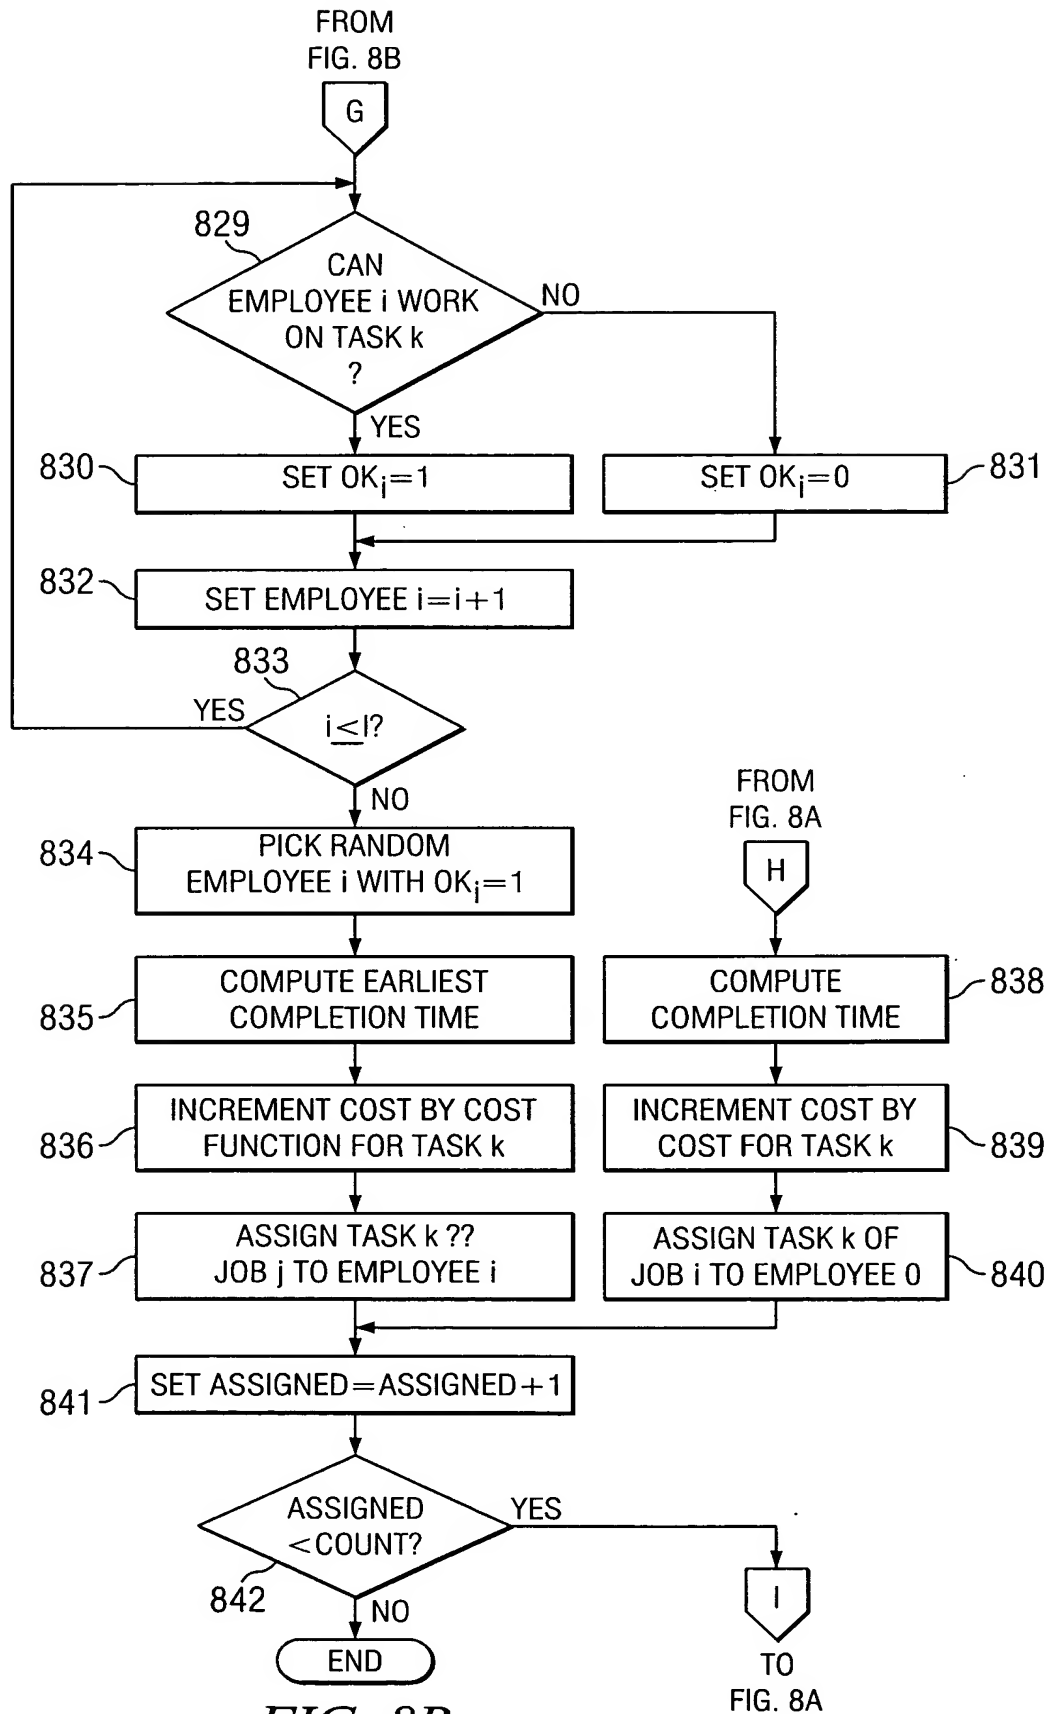 FROM
FIG. 8B
G
829
CAN
EMPLOYEE i WORK
ON TASK k
?
NO
YES
830
SET OKi=1
SET OKi=0
831
832
SET EMPLOYEE i=i+1
833
YES
i≤I?
NO
834
PICK RANDOM
EMPLOYEE i WITH OKi=1
FROM
FIG. 8A
H
835
COMPUTE EARLIEST
COMPLETION TIME
COMPUTE
COMPLETION TIME
838
836
INCREMENT COST BY COST
FUNCTION FOR TASK k
INCREMENT COST BY
COST FOR TASK k
839
837
ASSIGN TASK k ??
JOB j TO EMPLOYEE i
ASSIGN TASK k OF
JOB i TO EMPLOYEE 0
840
841
SET ASSIGNED=ASSIGNED+1
ASSIGNED
<COUNT?
YES
842
NO
END
I
TO
FIG. 8A